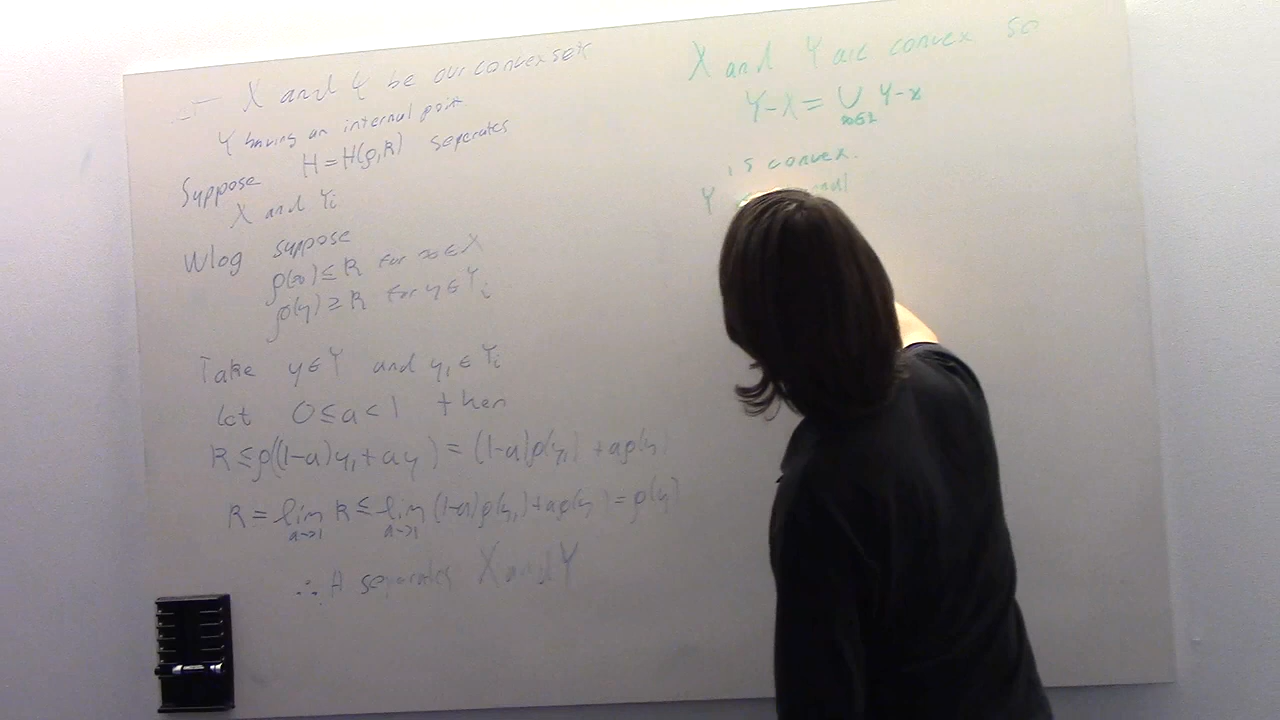 X and Y be our convex sets
Y having an internal point
Suppose H = H(ρ,k) seperates
X and Yi
Wlog suppose
ρ(x) ≤ k for x ∈ X
ρ(y) ≥ k for y ∈ Yi
Take y ∈ Y and y₁ ∈ Yi
let 0 ≤ a < 1 then
k ≤ ρ((1-a)y₁ + ay) = (1-a)ρ(y₁) + aρ(y)
k = lim k ≤ lim (1-a)ρ(y₁) + aρ(y) = ρ(y)
a→1 a→1
∴ H seperates X and Y
X and Y are convex so
Y-X = ∪ Y-x
x∈X
is convex.
Y